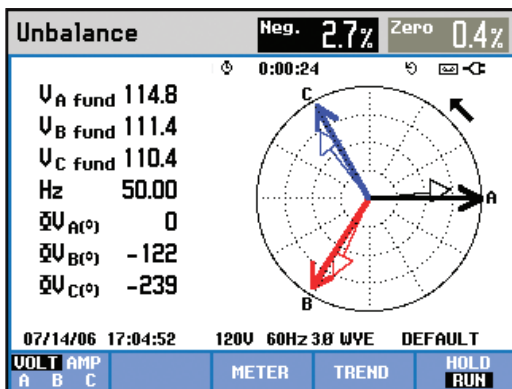 Unbalance Neg. 2.7% Zero 0.4%
0:00:24
VA fund 114.8
VB fund 111.4
VC fund 110.4
Hz 50.00
ΦVA(°) 0
ΦVB(°) -122
ΦVC(°) -239
C
A
B
07/14/06 17:04:52 120V 60Hz 3Ø WYE DEFAULT
VOLT AMP
A B C
METER
TREND
HOLD
RUN